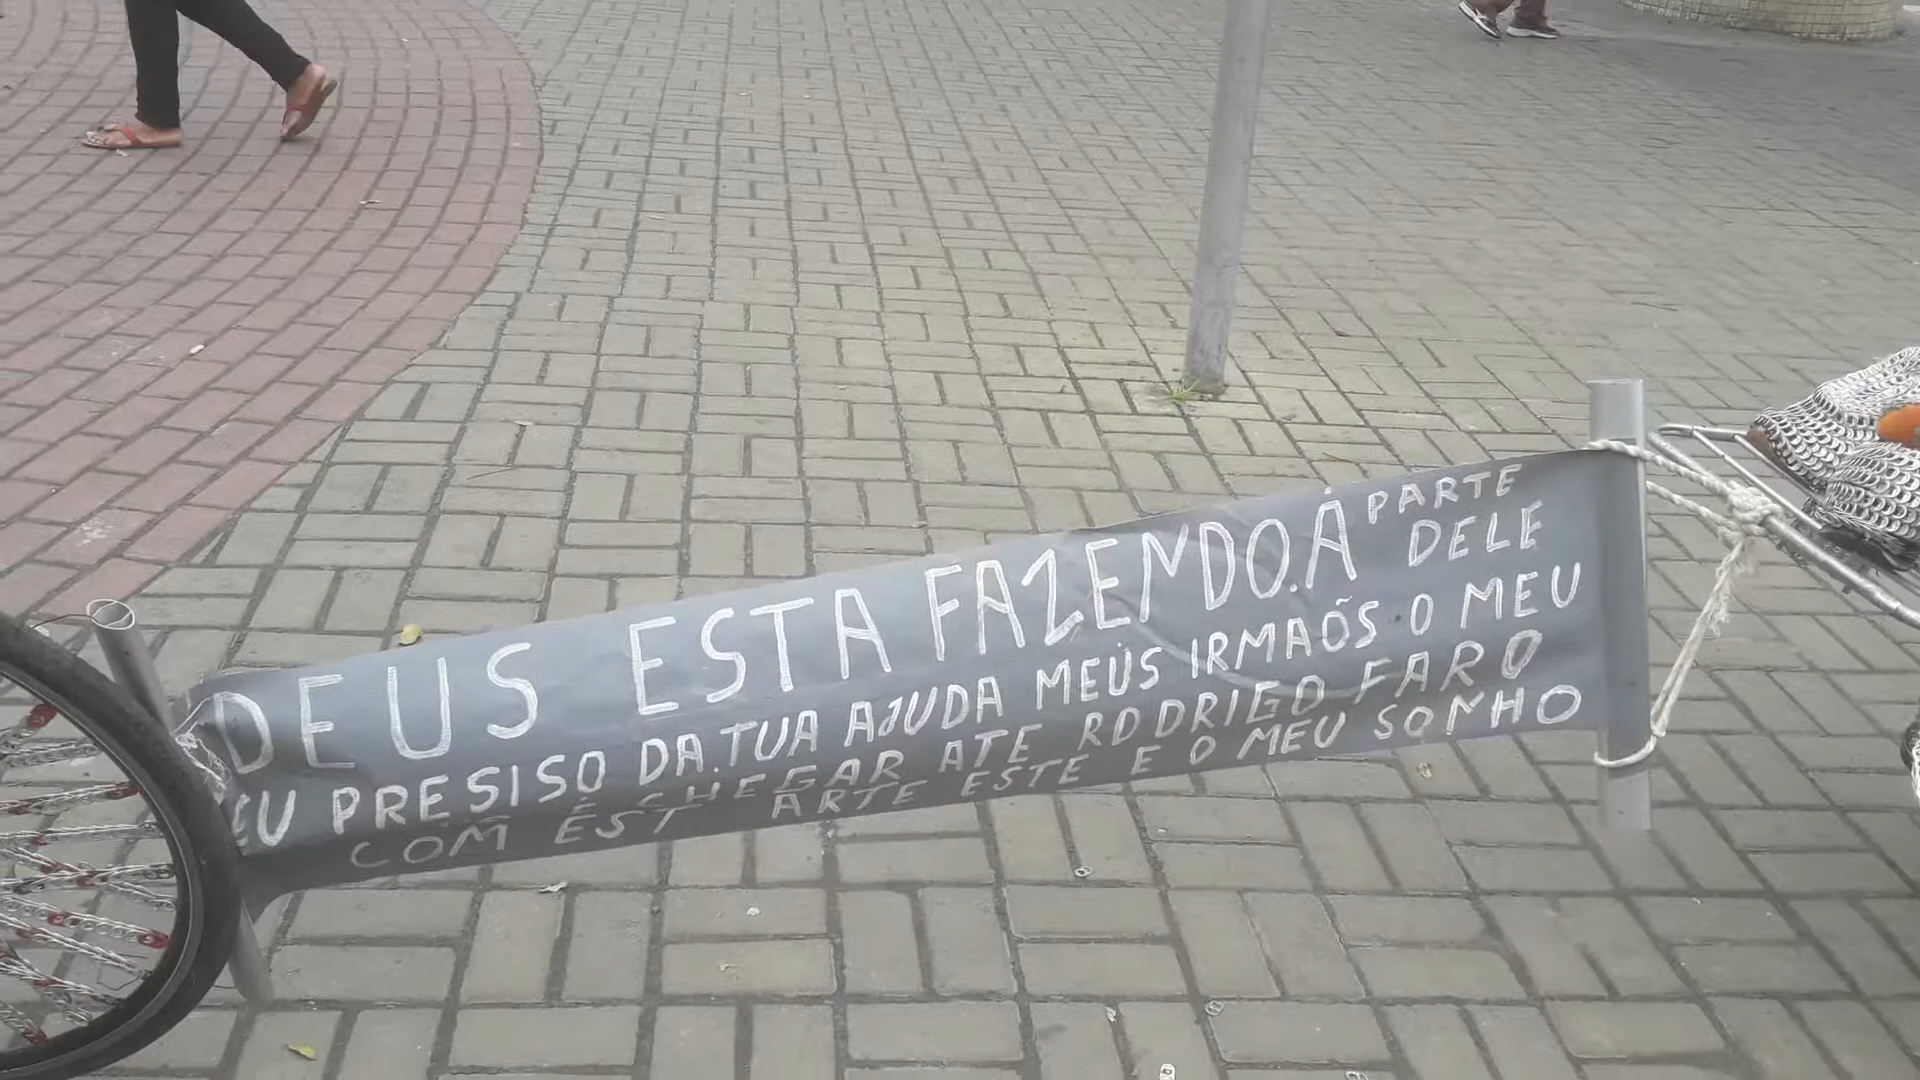 DEUS ESTA FAZENDO.A PARTE DELE
EU PRESISO DA.TUA AJUDA MEUS IRMAÕS O MEU
É CHEGAR ATE RODRIGO FARO
COM EST ARTE ESTE E O MEU SONHO